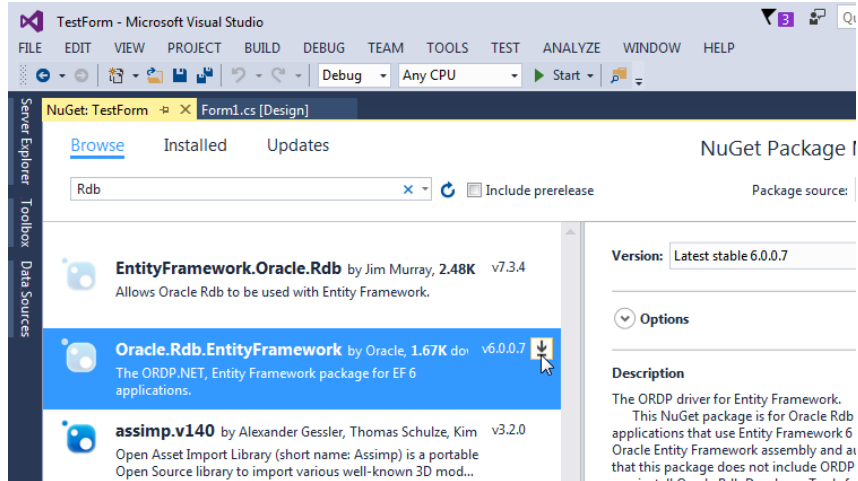 TestForm - Microsoft Visual Studio
3
FILE EDIT VIEW PROJECT BUILD DEBUG TEAM TOOLS TEST ANALYZE WINDOW HELP
Debug Any CPU Start
Server Explorer
Toolbox
Data Sources
NuGet: TestForm Form1.cs [Design]
Browse Installed Updates
NuGet Package
Rdb
Include prerelease
Package source:
EntityFramework.Oracle.Rdb by Jim Murray, 2.48K v7.3.4
Allows Oracle Rdb to be used with Entity Framework.
Oracle.Rdb.EntityFramework by Oracle, 1.67K v6.0.0.7
The ORDP.NET, Entity Framework package for EF 6
applications.
assimp.v140 by Alexander Gessler, Thomas Schulze, Kim v3.2.0
Open Asset Import Library (short name: Assimp) is a portable
Open Source library to import various well-known 3D mod...
Version: Latest stable 6.0.0.7
Options
Description
The ORDP driver for Entity Framework.
This NuGet package is for Oracle Rdb
applications that use Entity Framework 6
Oracle Entity Framework assembly and
that this package does not include ORDP